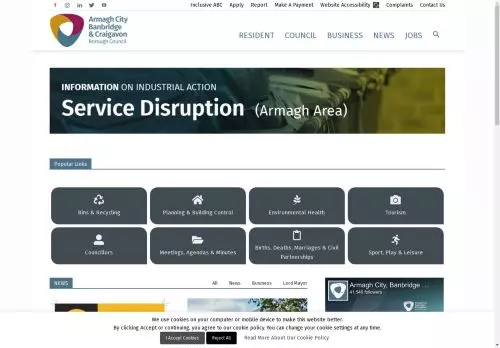 Inclusive ABC Apply Report Make A Payment Website Accessibility Complaints Contact Us
Armagh City
Banbridge
& Craigavon
Borough Council
RESIDENT COUNCIL BUSINESS NEWS JOBS
INFORMATION ON INDUSTRIAL ACTION
Service Disruption (Armagh Area)
Popular Links
Bins & Recycling Planning & Building Control Environmental Health Tourism
Councillors Meetings, Agendas & Minutes Births, Deaths, Marriages & Civil Partnerships Sport, Play & Leisure
NEWS All News Business Lord Mayor
Armagh City, Banbridge ...
41,546 followers
We use cookies on your computer or mobile device to make this website better.
By clicking Accept or continuing, you agree to our cookie policy. You can change your cookie settings at any time.
I Accept Cookies Reject All Read More About Our Cookie Policy